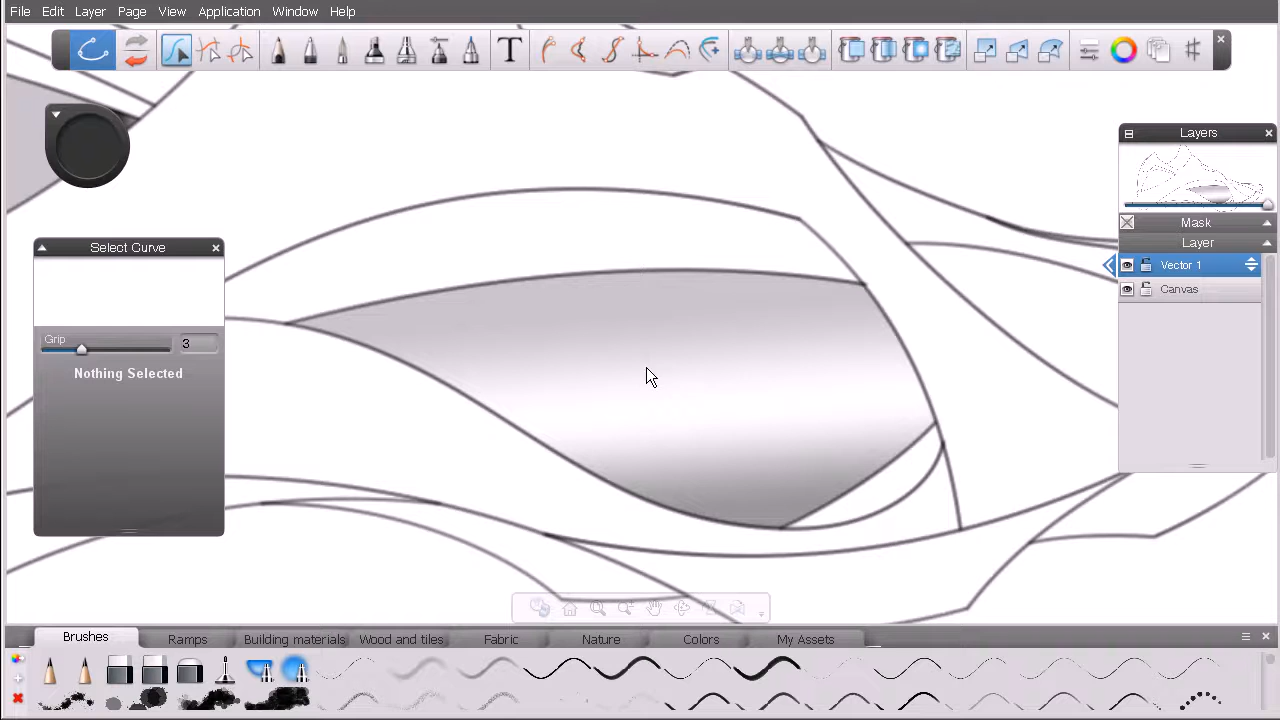 File Edit Layer Page View Application Window Help
T
Layers
Select Curve
Mask
Layer
Vector 1
Canvas
Grip
3
Nothing Selected
Brushes Ramps Building materials Wood and tiles Fabric Nature Colors My Assets